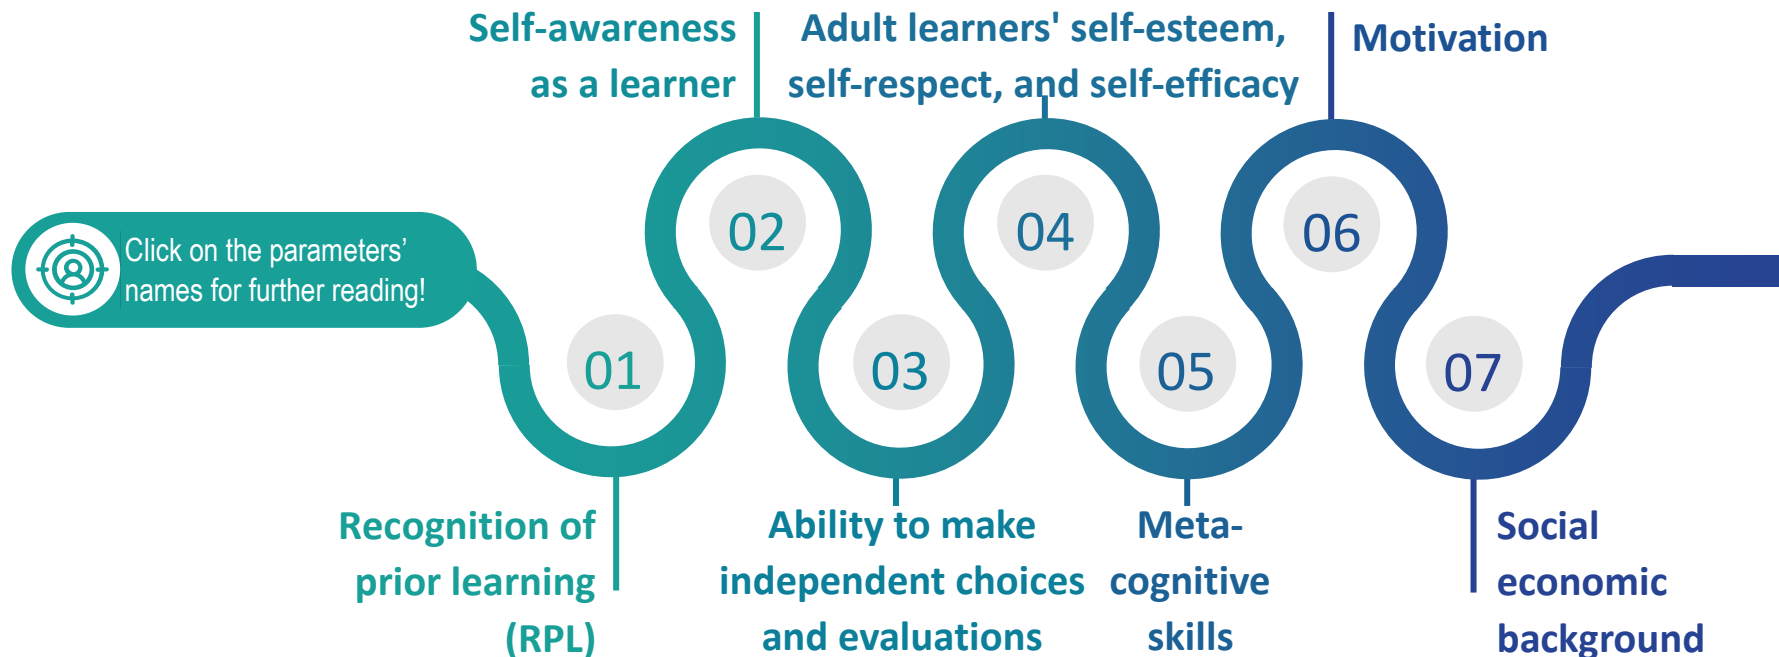 Click on the parameters’
names for further reading!
01
Recognition of
prior learning
(RPL)
02
Self-awareness
as a learner
03
Ability to make
independent choices
and evaluations
04
Adult learners' self-esteem,
self-respect, and self-efficacy
05
Meta-
cognitive
skills
06
Motivation
07
Social
economic
background